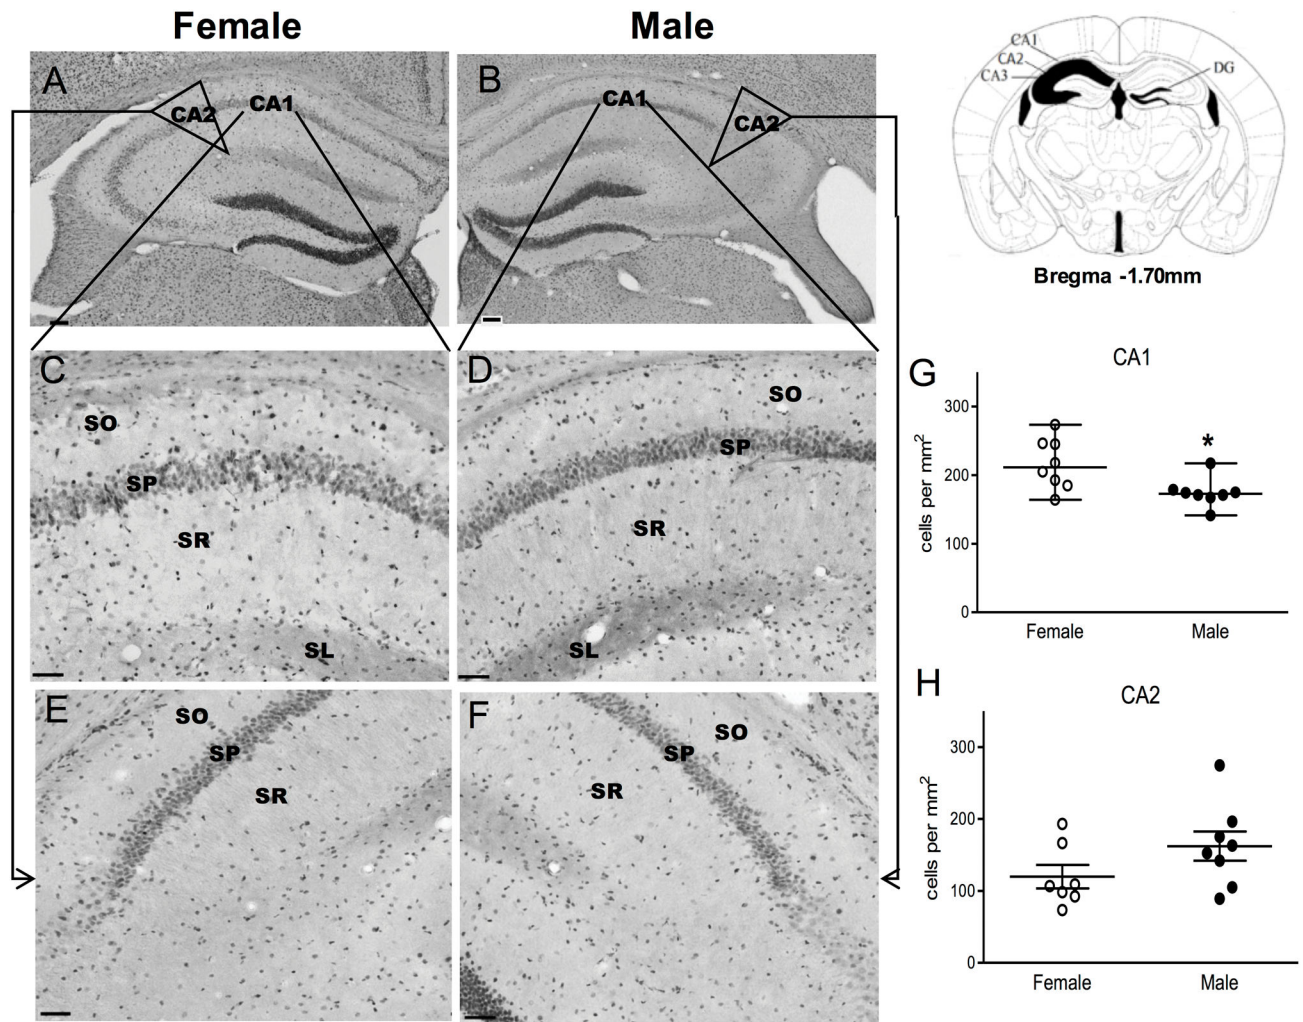 Female
Male
A
CA2
CA1
B
CA1
CA2
CA1
CA2
CA3
DG
Bregma -1.70mm
C
SO
SP
SR
SL
D
SO
SP
SR
SL
E
SO
SP
SR
F
SO
SP
SR
G
CA1
cells per mm²
300
200
100
0
*
Female
Male
H
CA2
cells per mm²
300
200
100
0
Female
Male